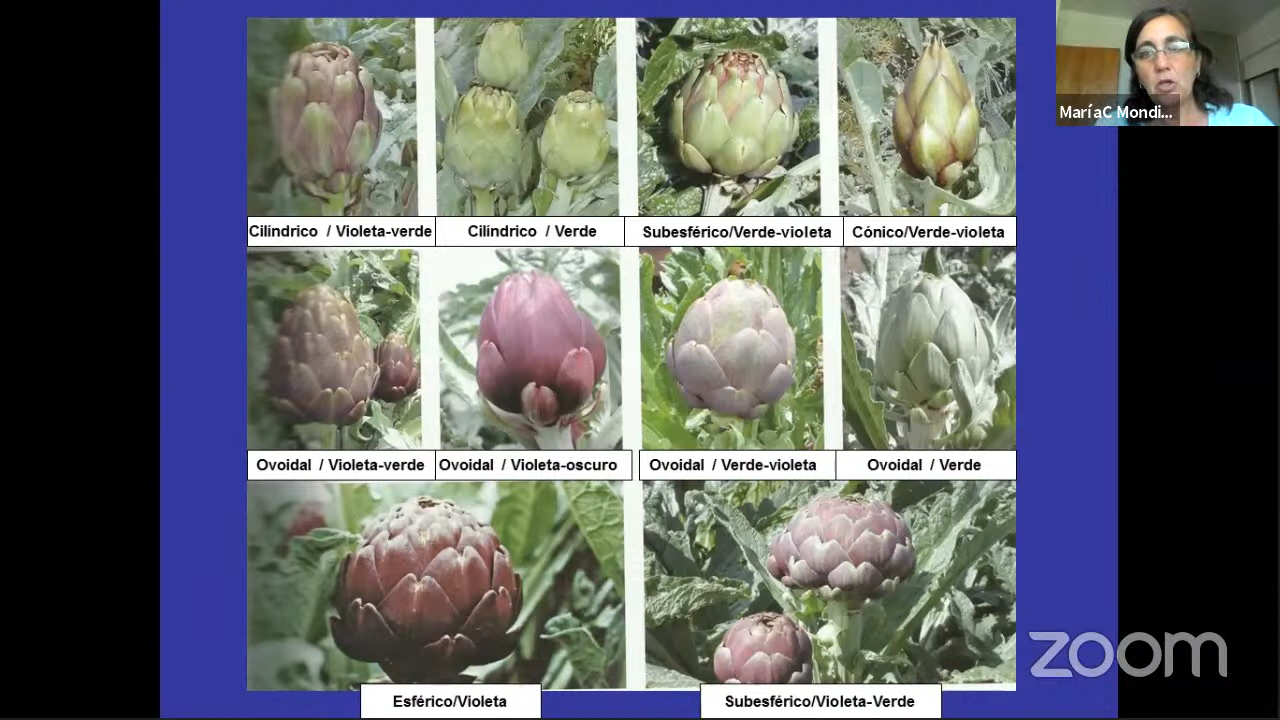 MaríaC Mondi...
Cilíndrico / Violeta-verde
Cilíndrico / Verde
Subesférico/Verde-violeta
Cónico/Verde-violeta
Ovoidal / Violeta-verde
Ovoidal / Violeta-oscuro
Ovoidal / Verde-violeta
Ovoidal / Verde
Esférico/Violeta
Subesférico/Violeta-Verde
zoom